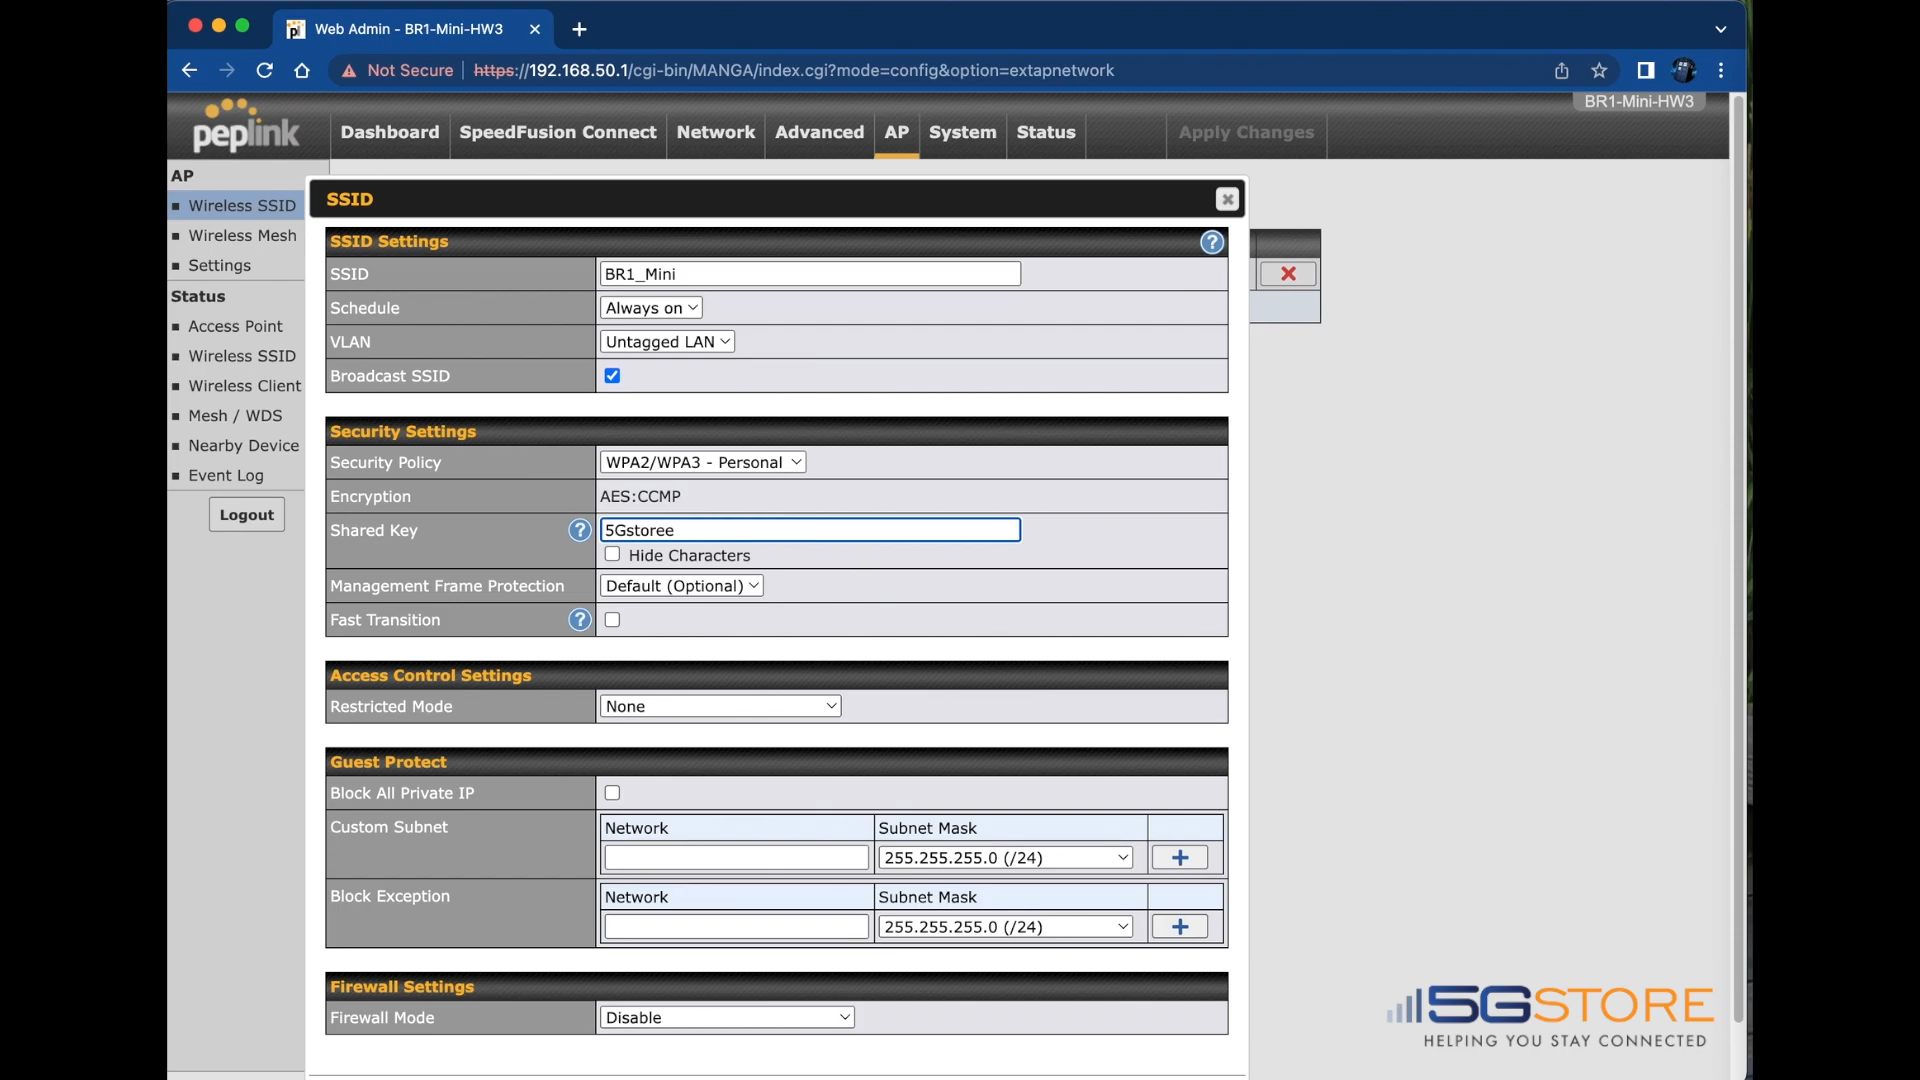 Web Admin - BR1-Mini-HW3
Not Secure https://192.168.50.1/cgi-bin/MANGA/index.cgi?mode=config&option=extapnetwork
BR1-Mini-HW3
peplink Dashboard SpeedFusion Connect Network Advanced AP System Status Apply Changes
AP
Wireless SSID
Wireless Mesh
Settings
Status
Access Point
Wireless SSID
Wireless Client
Mesh / WDS
Nearby Device
Event Log
Logout
SSID
SSID Settings
SSID BR1_Mini
Schedule Always on
VLAN Untagged LAN
Broadcast SSID
Security Settings
Security Policy WPA2/WPA3 - Personal
Encryption AES:CCMP
Shared Key 5Gstoree
Hide Characters
Management Frame Protection Default (Optional)
Fast Transition
Access Control Settings
Restricted Mode None
Guest Protect
Block All Private IP
Custom Subnet Network Subnet Mask
255.255.255.0 (/24)
Block Exception Network Subnet Mask
255.255.255.0 (/24)
Firewall Settings
Firewall Mode Disable
5GSTORE
HELPING YOU STAY CONNECTED